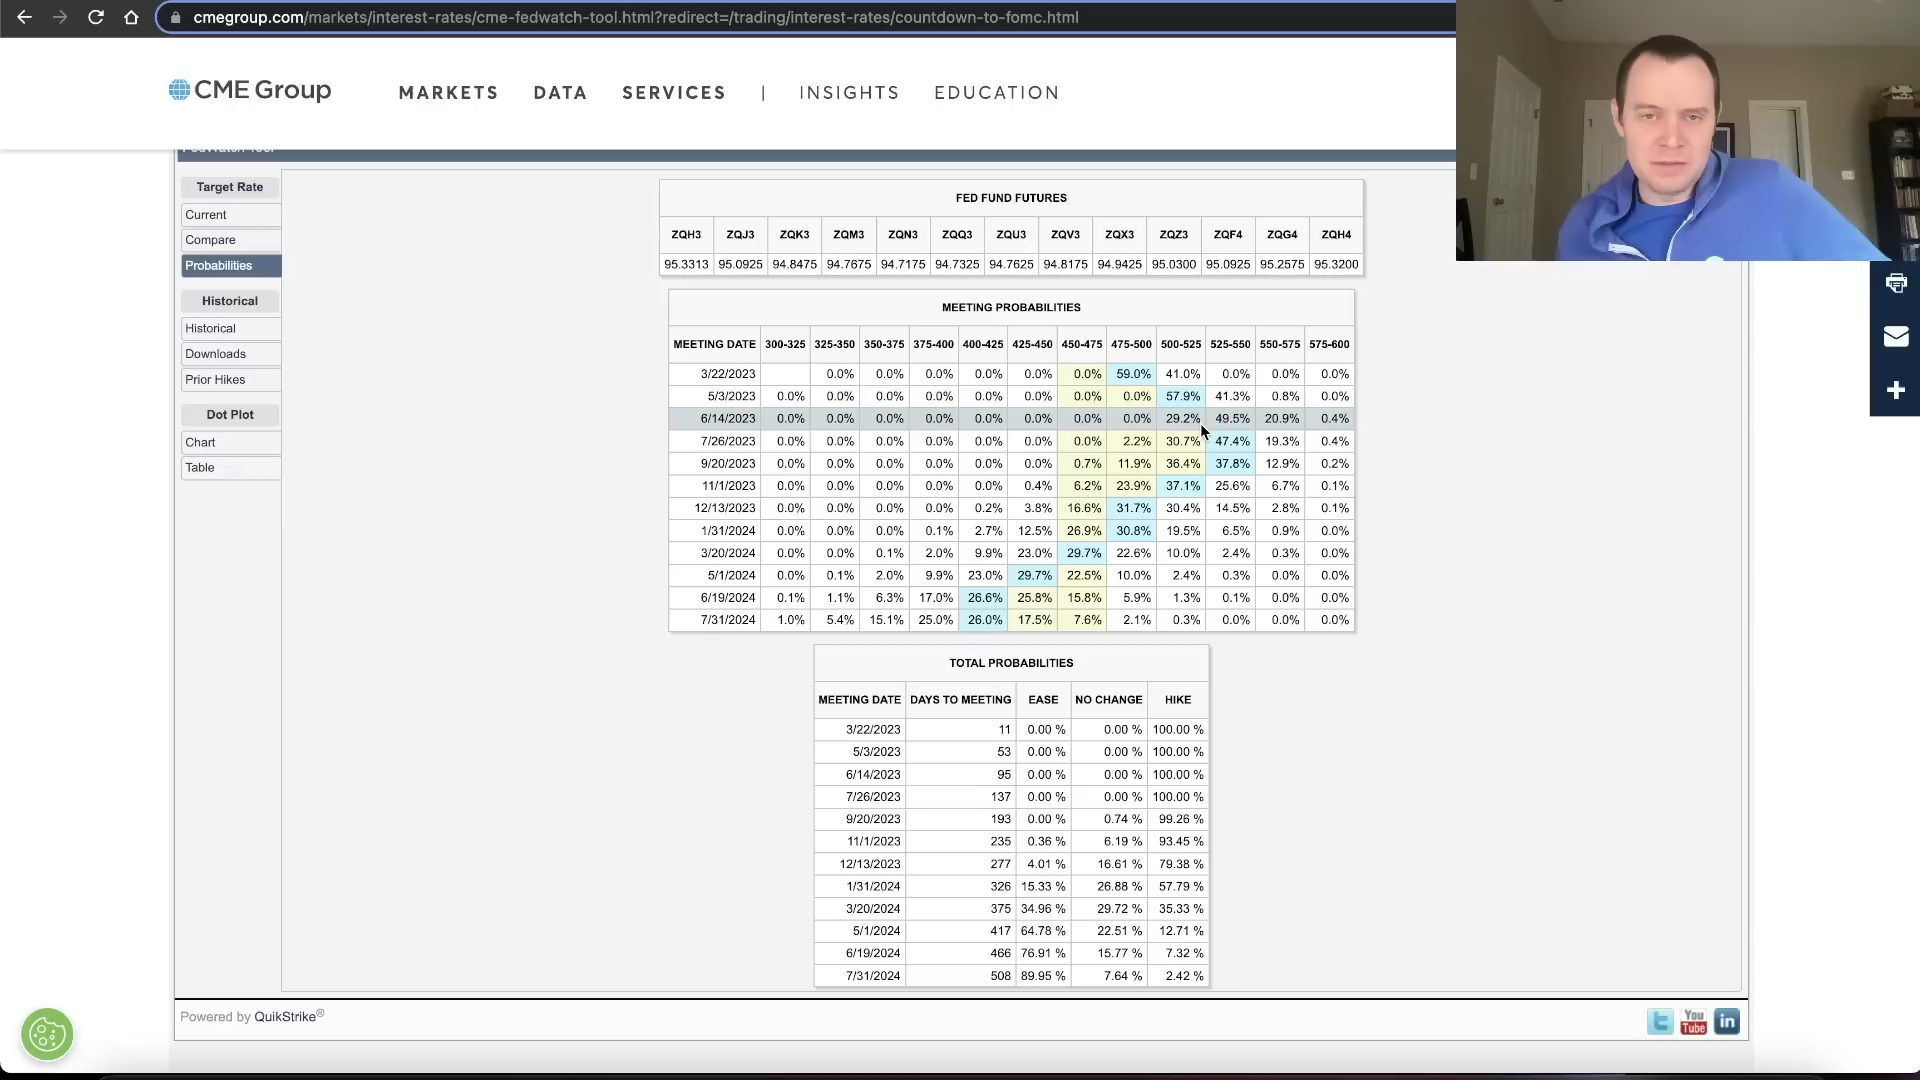 cmegroup.com/markets/interest-rates/cme-fedwatch-tool.html?redirect=/trading/interest-rates/countdown-to-fomc.html
CME Group
MARKETS DATA SERVICES | INSIGHTS EDUCATION
FedWatch Tool
Target Rate
Current
Compare
Probabilities
Historical
Historical
Downloads
Prior Hikes
Dot Plot
Chart
Table
FED FUND FUTURES
ZQH3 ZQJ3 ZQK3 ZQM3 ZQN3 ZQQ3 ZQU3 ZQV3 ZQX3 ZQZ3 ZQF4 ZQG4 ZQH4
95.3313 95.0925 94.8475 94.7675 94.7175 94.7325 94.7625 94.8175 94.9425 95.0300 95.0925 95.2575 95.3200
MEETING PROBABILITIES
MEETING DATE 300-325 325-350 350-375 375-400 400-425 425-450 450-475 475-500 500-525 525-550 550-575 575-600
3/22/2023 0.0% 0.0% 0.0% 0.0% 0.0% 0.0% 59.0% 41.0% 0.0% 0.0% 0.0%
5/3/2023 0.0% 0.0% 0.0% 0.0% 0.0% 0.0% 0.0% 0.0% 57.9% 41.3% 0.8% 0.0%
6/14/2023 0.0% 0.0% 0.0% 0.0% 0.0% 0.0% 0.0% 0.0% 29.2% 49.5% 20.9% 0.4%
7/26/2023 0.0% 0.0% 0.0% 0.0% 0.0% 0.0% 0.0% 2.2% 30.7% 47.4% 19.3% 0.4%
9/20/2023 0.0% 0.0% 0.0% 0.0% 0.0% 0.0% 0.7% 11.9% 36.4% 37.8% 12.9% 0.2%
11/1/2023 0.0% 0.0% 0.0% 0.0% 0.0% 0.4% 6.2% 23.9% 37.1% 25.6% 6.7% 0.1%
12/13/2023 0.0% 0.0% 0.0% 0.0% 0.2% 3.8% 16.6% 31.7% 30.4% 14.5% 2.8% 0.1%
1/31/2024 0.0% 0.0% 0.0% 0.1% 2.7% 12.5% 26.9% 30.8% 19.5% 6.5% 0.9% 0.0%
3/20/2024 0.0% 0.0% 0.1% 2.0% 9.9% 23.0% 29.7% 22.6% 10.0% 2.4% 0.3% 0.0%
5/1/2024 0.0% 0.1% 2.0% 9.9% 23.0% 29.7% 22.5% 10.0% 2.4% 0.3% 0.0% 0.0%
6/19/2024 0.1% 1.1% 6.3% 17.0% 26.6% 25.8% 15.8% 5.9% 1.3% 0.1% 0.0% 0.0%
7/31/2024 1.0% 5.4% 15.1% 25.0% 26.0% 17.5% 7.6% 2.1% 0.3% 0.0% 0.0% 0.0%
TOTAL PROBABILITIES
MEETING DATE DAYS TO MEETING EASE NO CHANGE HIKE
3/22/2023 11 0.00 % 0.00 % 100.00 %
5/3/2023 53 0.00 % 0.00 % 100.00 %
6/14/2023 95 0.00 % 0.00 % 100.00 %
7/26/2023 137 0.00 % 0.00 % 100.00 %
9/20/2023 193 0.00 % 0.74 % 99.26 %
11/1/2023 235 0.36 % 6.19 % 93.45 %
12/13/2023 277 4.01 % 16.61 % 79.38 %
1/31/2024 326 15.33 % 26.88 % 57.79 %
3/20/2024 375 34.96 % 29.72 % 35.33 %
5/1/2024 417 64.78 % 22.51 % 12.71 %
6/19/2024 466 76.91 % 15.77 % 7.32 %
7/31/2024 508 89.95 % 7.64 % 2.42 %
Powered by QuikStrike®
You Tube
in